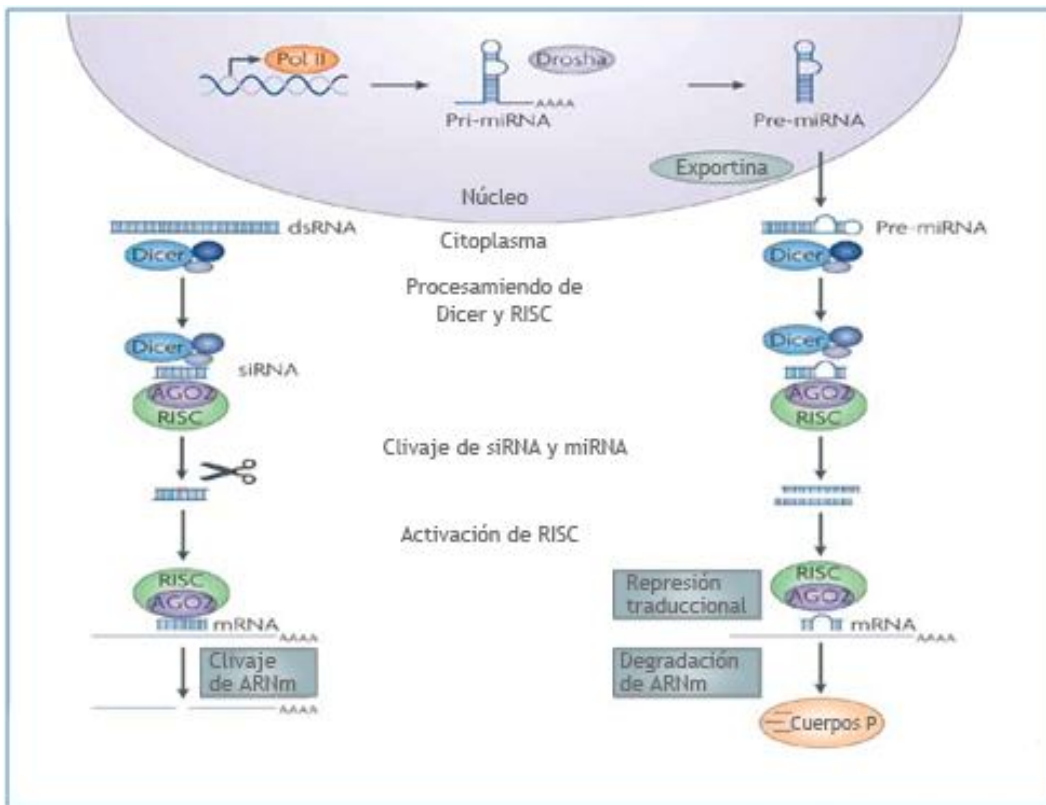 Pol II
Drosha
AAAA
Pri-miRNA
Pre-miRNA
Exportina
Núcleo
dsRNA
Citoplasma
Pre-miRNA
Dicer
Dicer
Procesamiendo de
Dicer y RISC
Dicer
siRNA
AGO2
RISC
Dicer
AGO2
RISC
Clivaje de siRNA y miRNA
Activación de RISC
RISC
AGO2
mRNA
AAAA
Represión
traduccional
RISC
AGO2
mRNA
AAAA
Clivaje
de ARNm
AAAA
Degradación
de ARNm
Cuerpos P